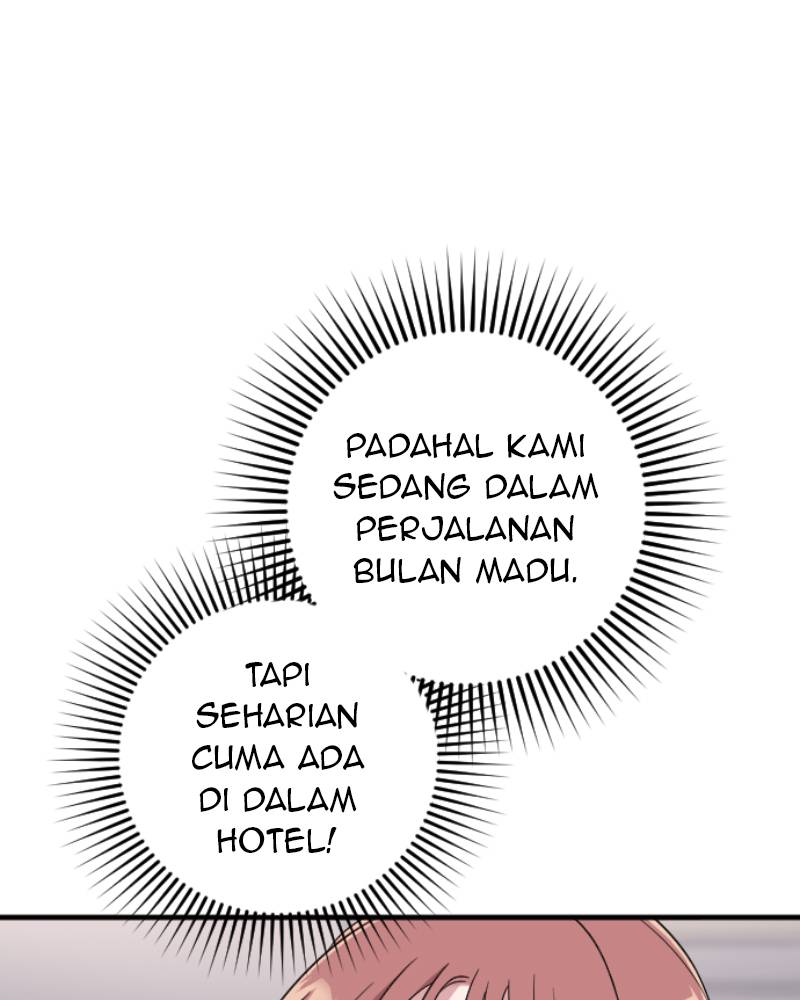 PADAHAL KAMI
SEDANG DALAM
PERJALANAN
BULAN MADU.
TAPI
SEHARIAN
CUMA ADA
DI DALAM
HOTEL!